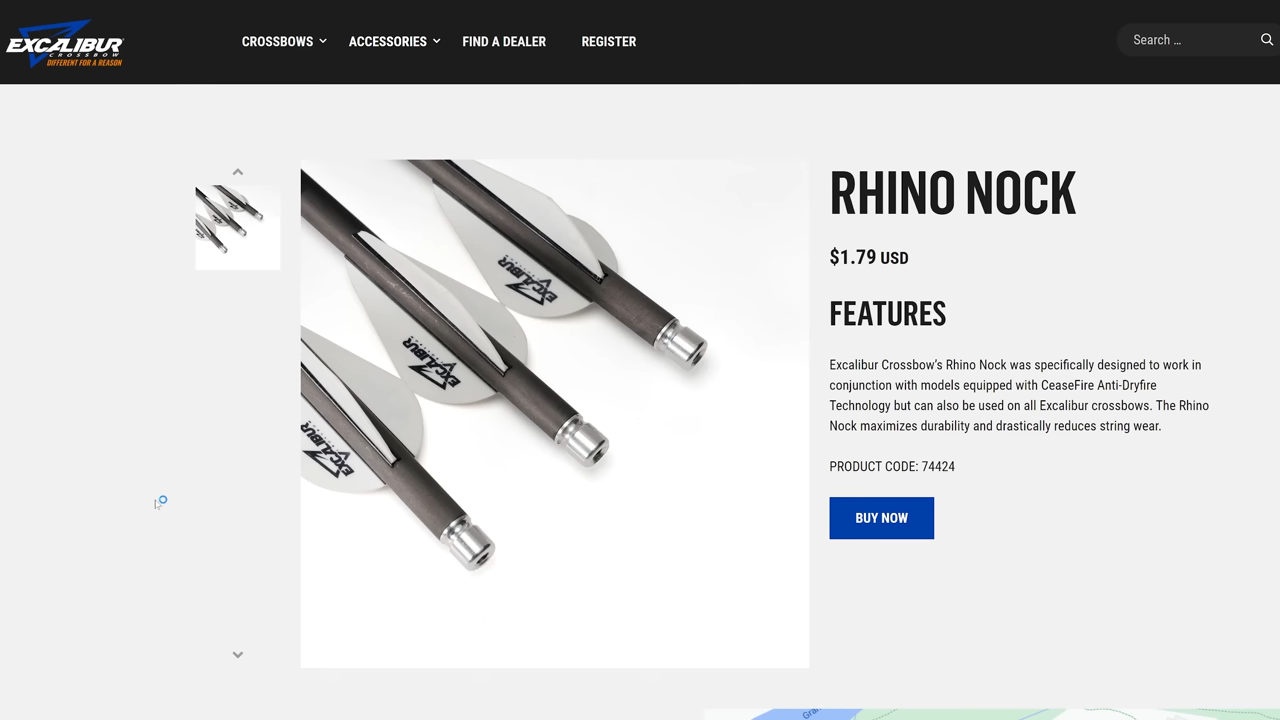 EXCALIBUR
CROSSBOW
DIFFERENT FOR A REASON
CROSSBOWS
ACCESSORIES
FIND A DEALER
REGISTER
Search ...
RHINO NOCK
$1.79 USD
FEATURES
Excalibur Crossbow's Rhino Nock was specifically designed to work in
conjunction with models equipped with CeaseFire Anti-Dryfire
Technology but can also be used on all Excalibur crossbows. The Rhino
Nock maximizes durability and drastically reduces string wear.
PRODUCT CODE: 74424
BUY NOW
EXCALIBUR
EXCALIBUR
EXCALIBUR